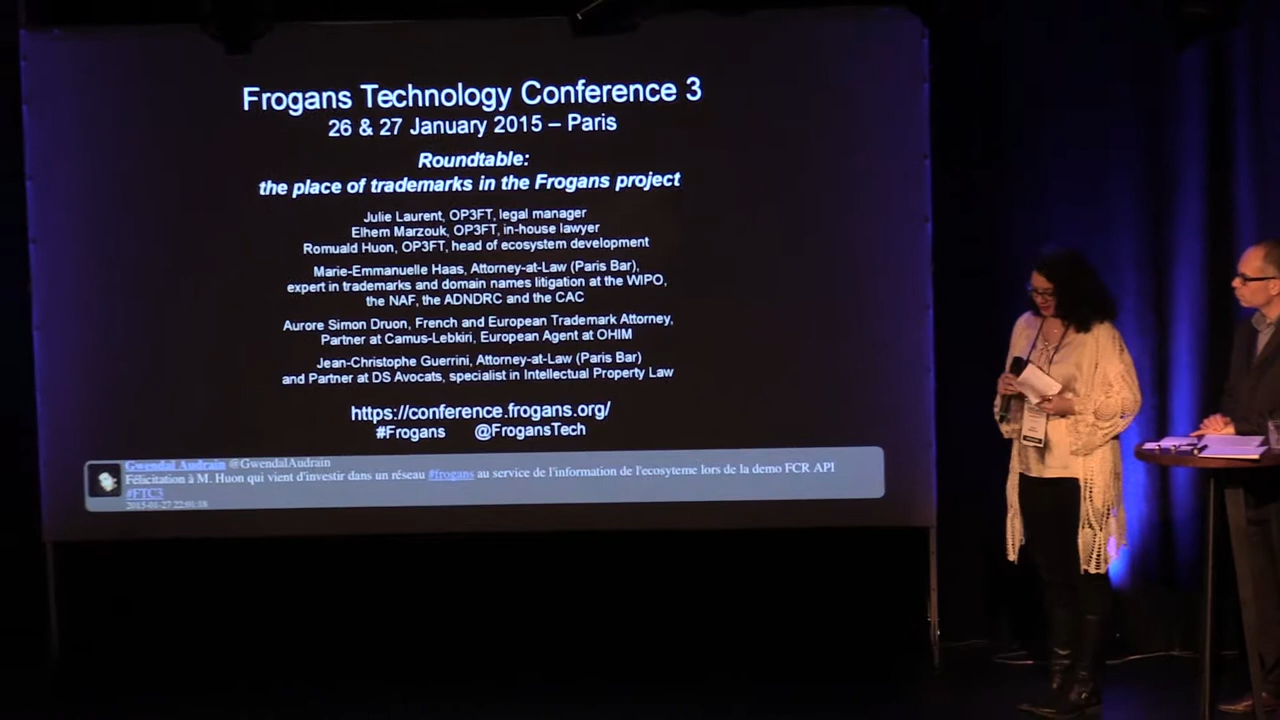 Frogans Technology Conference 3
26 & 27 January 2015 – Paris
Roundtable:
the place of trademarks in the Frogans project
Julie Laurent, OP3FT, legal manager
Elhem Marzouk, OP3FT, in-house lawyer
Romuald Huon, OP3FT, head of ecosystem development
Marie-Emmanuelle Haas, Attorney-at-Law (Paris Bar),
expert in trademarks and domain names litigation at the WIPO,
the NAF, the ADNDRC and the CAC
Aurore Simon Druon, French and European Trademark Attorney,
Partner at Camus-Lebkiri, European Agent at OHIM
Jean-Christophe Guerrini, Attorney-at-Law (Paris Bar)
and Partner at DS Avocats, specialist in Intellectual Property Law
https://conference.frogans.org/
#Frogans @FrogansTech
Gwendal Audrain @GwendalAudrain
Félicitation à M. Huon qui vient d'investir dans un réseau #frogans au service de l'information de l'ecosyteme lors de la demo FCR API
#FTC3